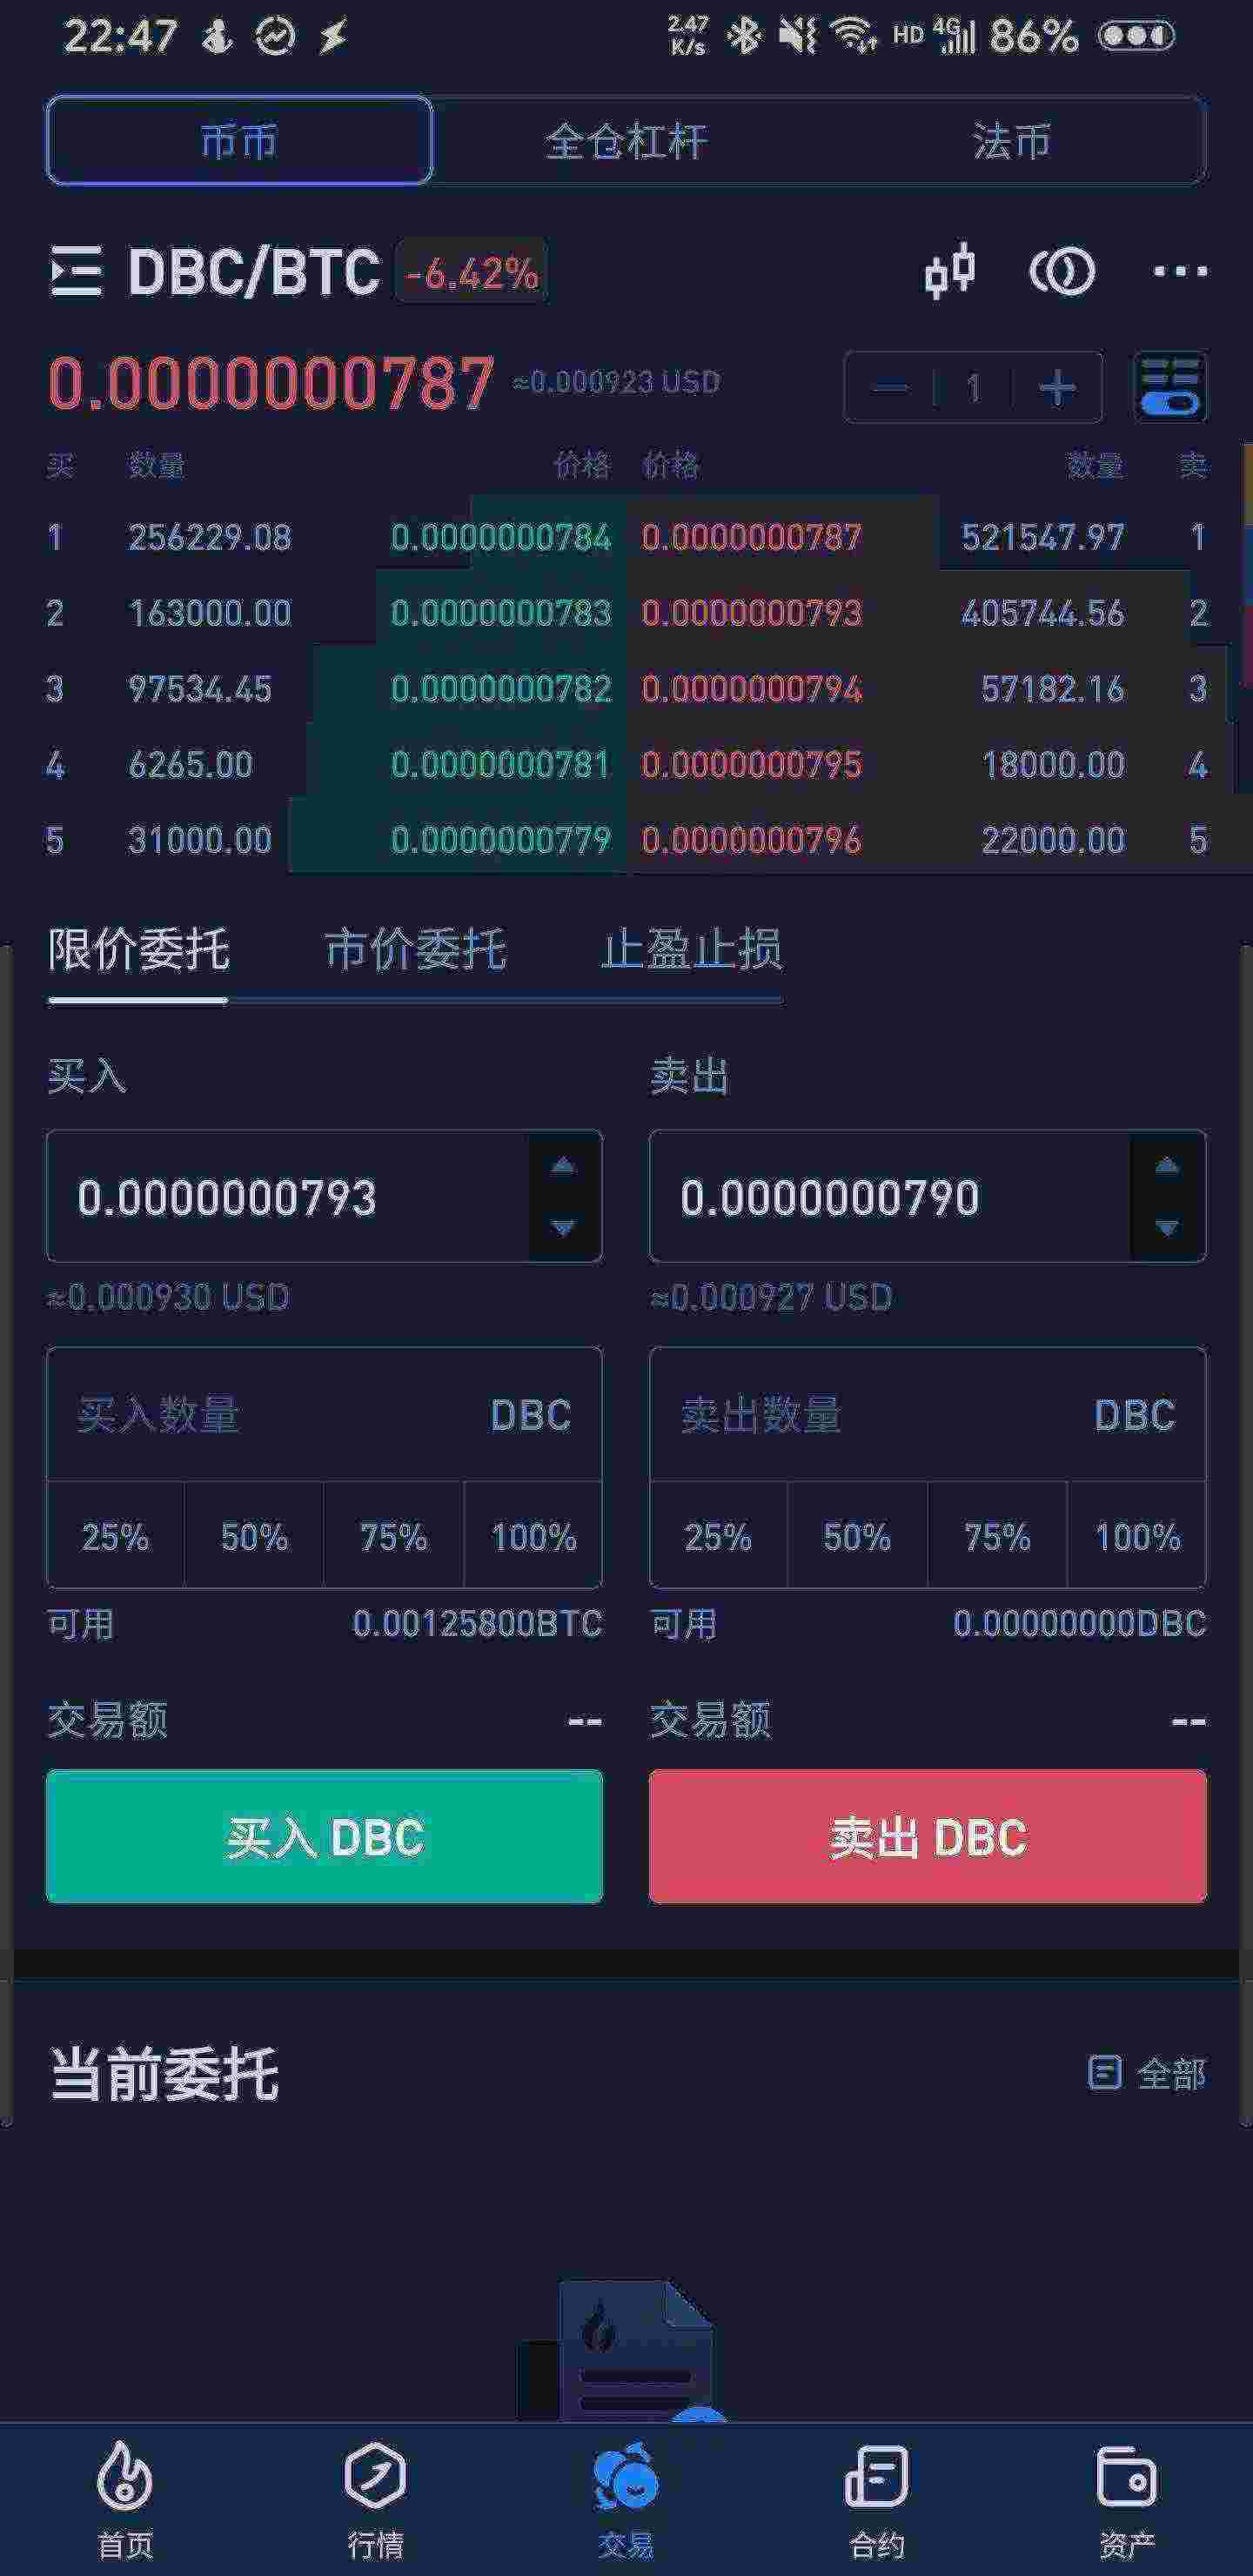 22:47 2.47 K/s HD 4G 86%
币币 全仓杠杆 法币
DBC/BTC -6.42%
0.0000000787 ≈0.000923 USD 1
买 数量 价格 价格 数量 卖
1 256229.08 0.0000000784 0.0000000787 521547.97 1
2 163000.00 0.0000000783 0.0000000793 405744.56 2
3 97534.45 0.0000000782 0.0000000794 57182.16 3
4 6265.00 0.0000000781 0.0000000795 18000.00 4
5 31000.00 0.0000000779 0.0000000796 22000.00 5
限价委托 市价委托 止盈止损
买入 卖出
0.0000000793 0.0000000790
≈0.000930 USD ≈0.000927 USD
买入数量 DBC 卖出数量 DBC
25% 50% 75% 100% 25% 50% 75% 100%
可用 0.00125800BTC 可用 0.00000000DBC
交易额 -- 交易额 --
买入 DBC 卖出 DBC
当前委托 全部
首页 行情 交易 合约 资产